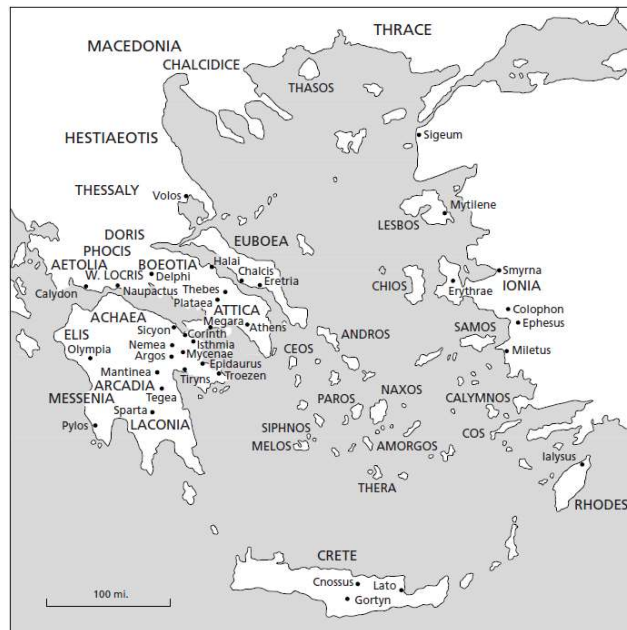 THRACE
MACEDONIA
CHALCIDICE
THASOS
Sigeum
HESTIAEOTIS
THESSALY
Volos
Mytilene
LESBOS
DORIS
PHOCIS
EUBOEA
AETOLIA
BOEOTIA
Halai
W. LOCRIS
Delphi
Chalcis
Smyrna
Calydon
Naupactus
Thebes
Eretria
CHIOS
Erythrae
IONIA
Plataea
ACHAEA
ATTICA
Colophon
Sicyon
Megara
Athens
SAMOS
Ephesus
ELIS
Corinth
ANDROS
Nemea
Isthmia
Olympia
Argos
Mycenae
CEOS
Miletus
Mantinea
Epidaurus
ARCADIA
Tiryns
Troezen
NAXOS
MESSENIA
Tegea
PAROS
CALYMNOS
Sparta
Pylos
LACONIA
SIPHNOS
COS
MELOS
AMORGOS
Ialysus
THERA
RHODES
CRETE
Cnossus
Lato
Gortyn
100 mi.